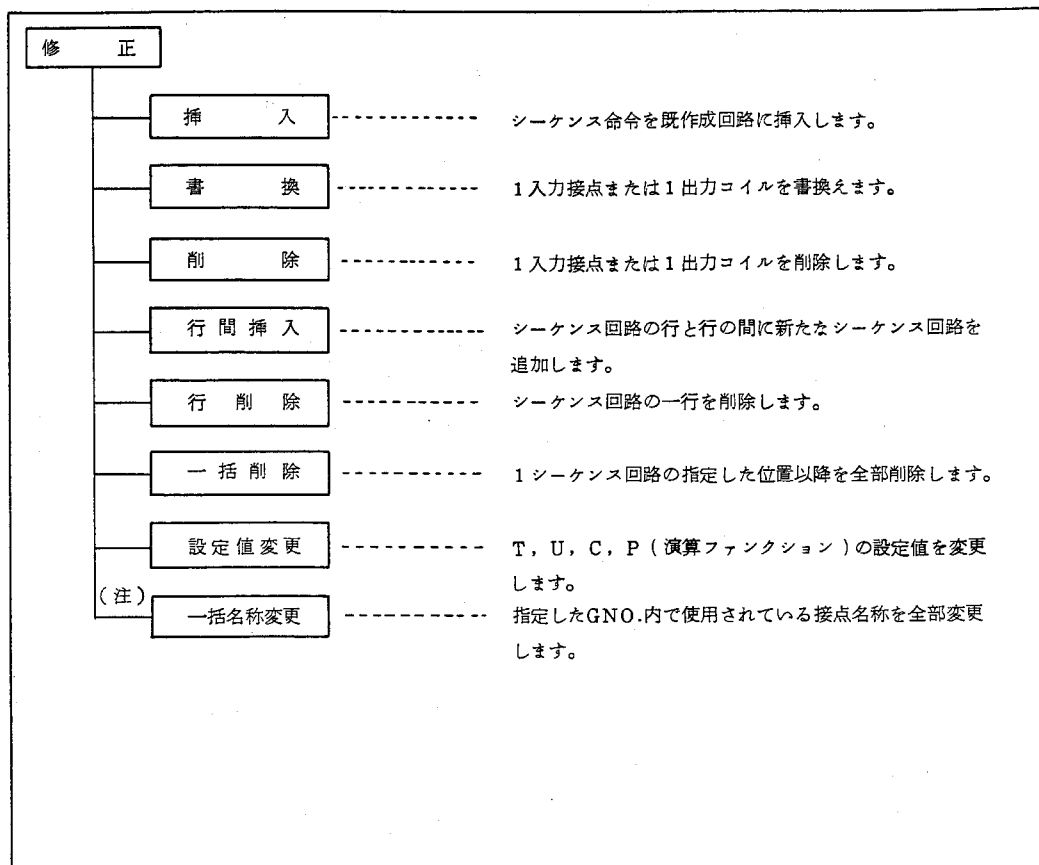 修正
挿入 シーケンス命令を既作成回路に挿入します。
書換 1入力接点または1出力コイルを書換えます。
削除 1入力接点または1出力コイルを削除します。
行間挿入 シーケンス回路の行と行の間に新たなシーケンス回路を
追加します。
行削除 シーケンス回路の一行を削除します。
一括削除 1シーケンス回路の指定した位置以降を全部削除します。
設定値変更 T,U,C,P(演算ファンクション)の設定値を変更
します。
(注)
一括名称変更 指定したGNO.内で使用されている接点名称を全部変更
します。